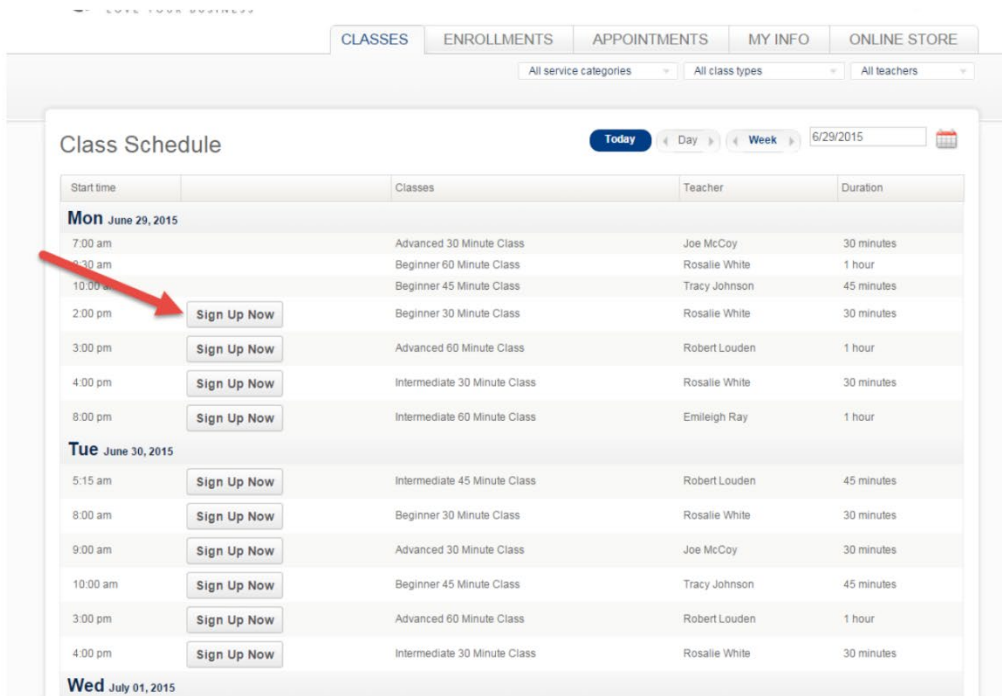 LOVE YOUR BUSINESS
CLASSES ENROLLMENTS APPOINTMENTS MY INFO ONLINE STORE
All service categories All class types All teachers
Class Schedule Today Day Week 6/29/2015
Start time Classes Teacher Duration
Mon June 29, 2015
7:00 am Advanced 30 Minute Class Joe McCoy 30 minutes
:30 am Beginner 60 Minute Class Rosalie White 1 hour
10:00 Beginner 45 Minute Class Tracy Johnson 45 minutes
2:00 pm Sign Up Now Beginner 30 Minute Class Rosalie White 30 minutes
3:00 pm Sign Up Now Advanced 60 Minute Class Robert Louden 1 hour
4:00 pm Sign Up Now Intermediate 30 Minute Class Rosalie White 30 minutes
8:00 pm Sign Up Now Intermediate 60 Minute Class Emileigh Ray 1 hour
Tue June 30, 2015
5:15 am Sign Up Now Intermediate 45 Minute Class Robert Louden 45 minutes
8:00 am Sign Up Now Beginner 30 Minute Class Rosalie White 30 minutes
9:00 am Sign Up Now Advanced 30 Minute Class Joe McCoy 30 minutes
10:00 am Sign Up Now Beginner 45 Minute Class Tracy Johnson 45 minutes
3:00 pm Sign Up Now Advanced 60 Minute Class Robert Louden 1 hour
4:00 pm Sign Up Now Intermediate 30 Minute Class Rosalie White 30 minutes
Wed July 01, 2015